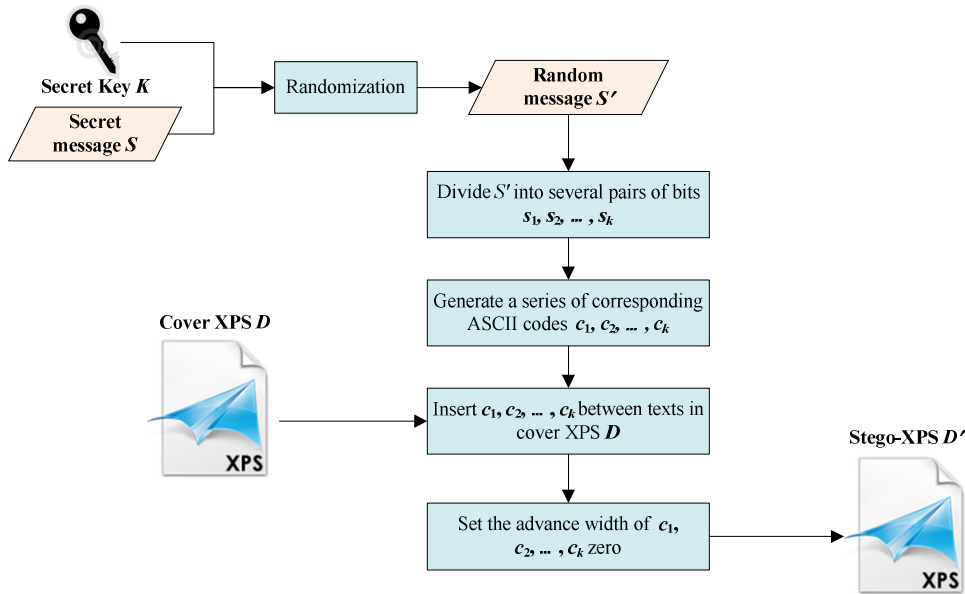 Secret Key K
Secret
message S
Randomization
Random
message S′
Divide S′ into several pairs of bits
s1, s2, ... , sk
Generate a series of corresponding
ASCII codes c1, c2, ... , ck
Cover XPS D
XPS
Insert c1, c2, ... , ck between texts in
cover XPS D
Set the advance width of c1,
c2, ... , ck zero
Stego-XPS D′
XPS